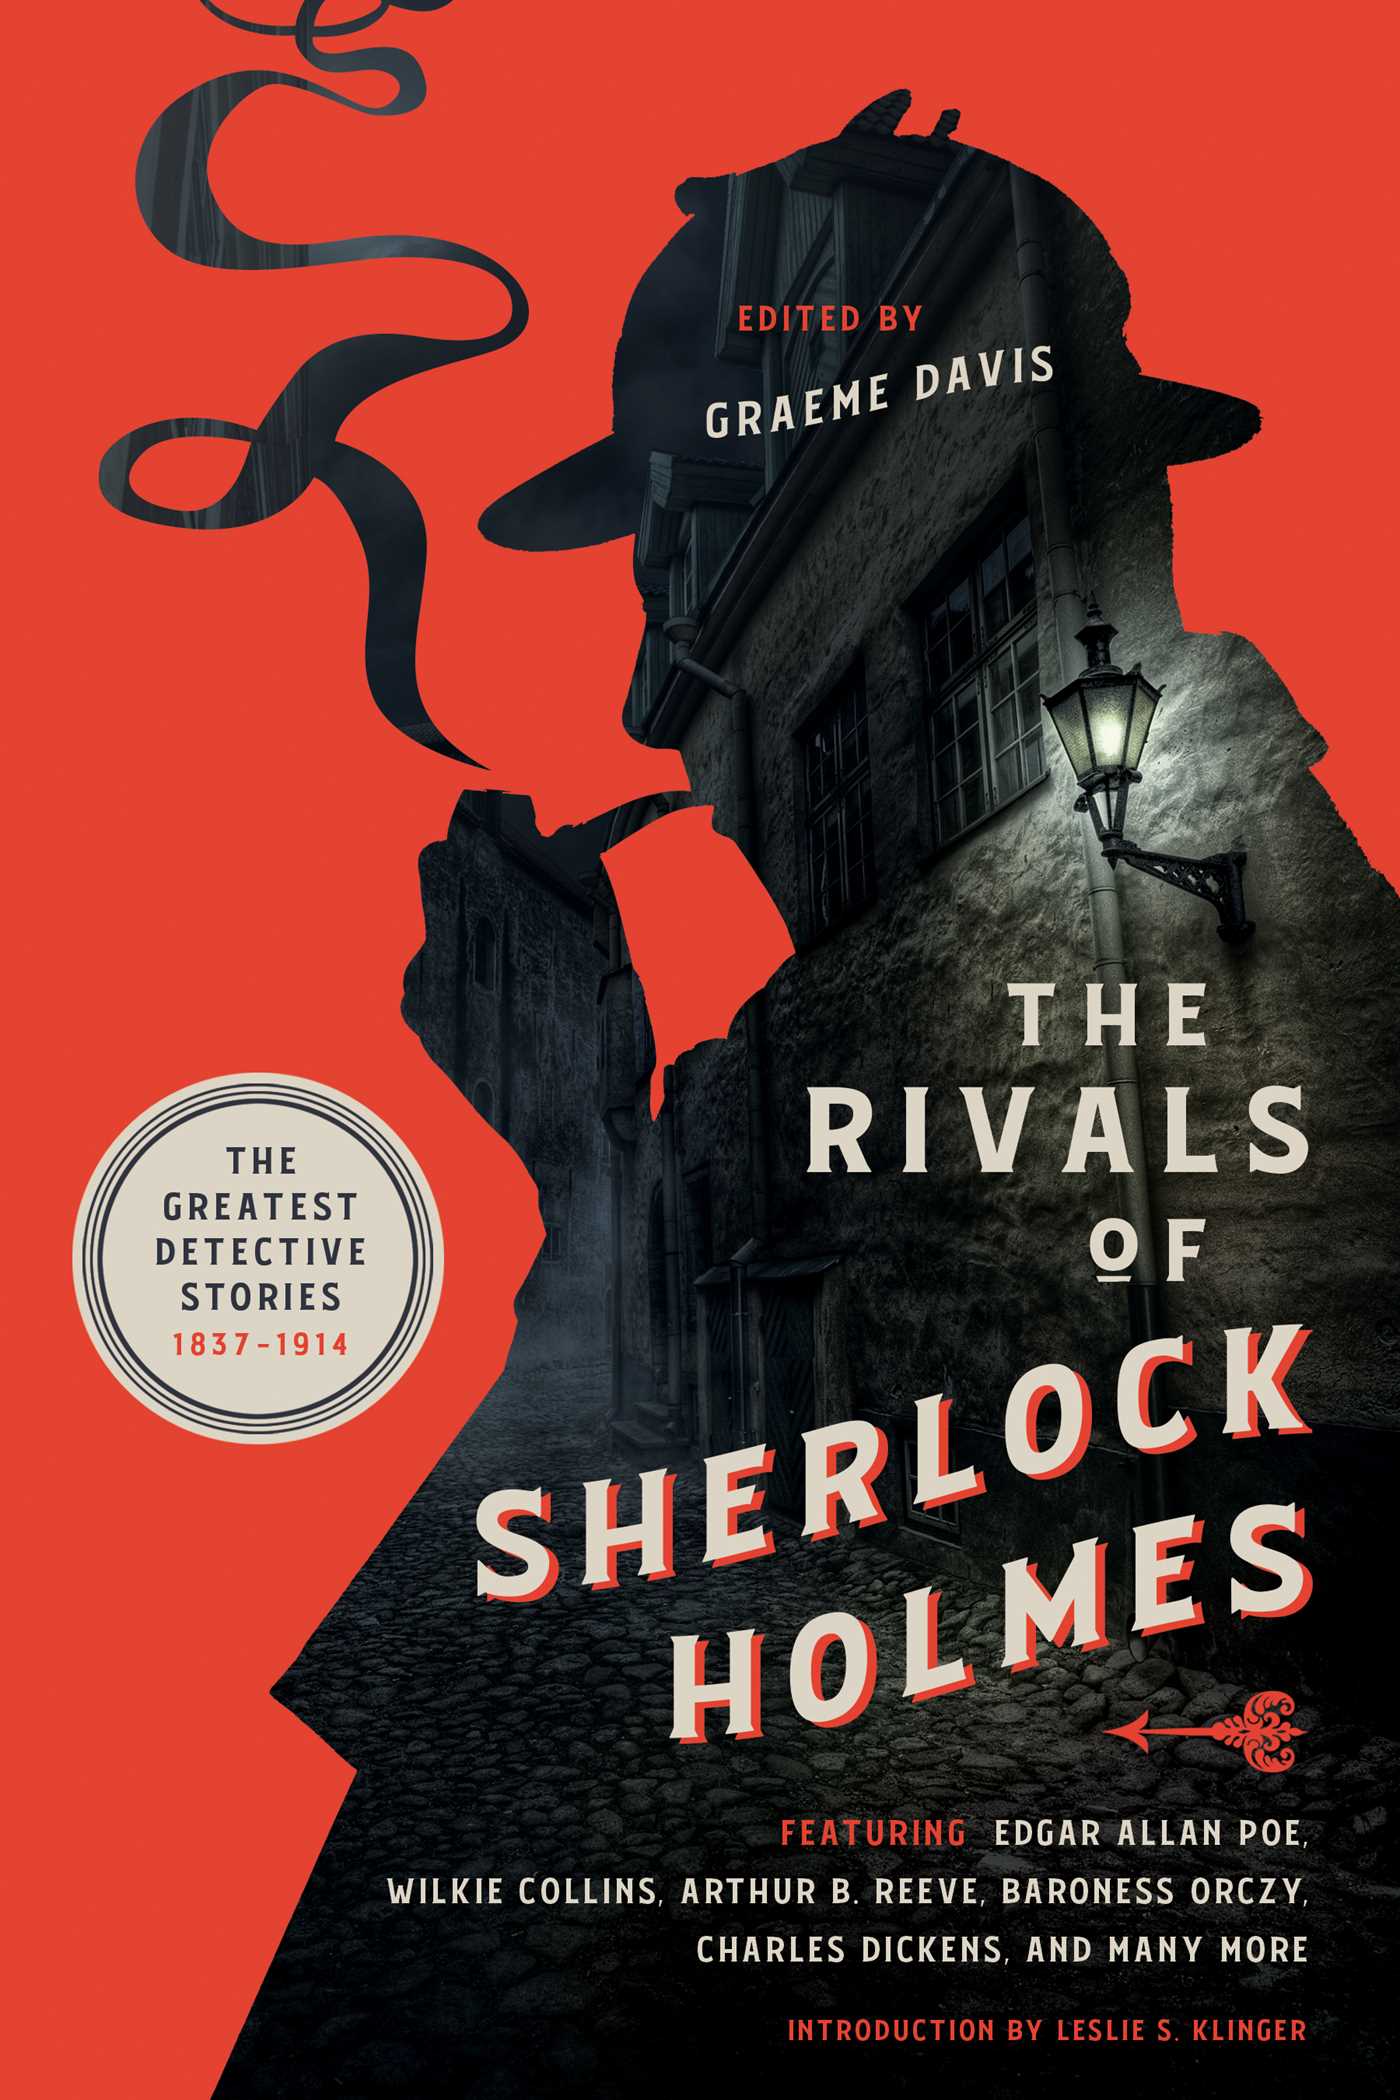 EDITED BY
GRAEME DAVIS
THE
RIVALS
OF
SHERLOCK
HOLMES
THE
GREATEST
DETECTIVE
STORIES
1837-1914
FEATURING EDGAR ALLAN POE,
WILKIE COLLINS, ARTHUR B. REEVE, BARONESS ORCZY,
CHARLES DICKENS, AND MANY MORE
INTRODUCTION BY LESLIE S. KLINGER